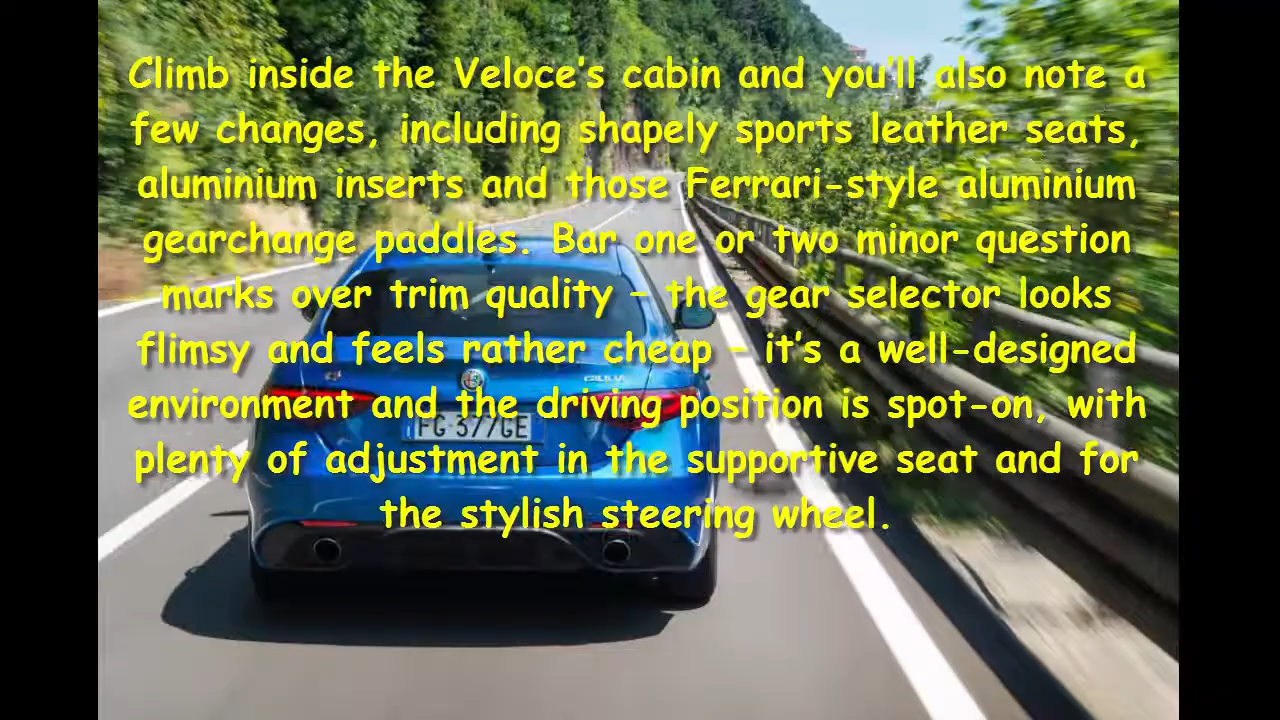 Climb inside the Veloce’s cabin and you’ll also note a
few changes, including shapely sports leather seats,
aluminium inserts and those Ferrari-style aluminium
gearchange paddles. Bar one or two minor question
marks over trim quality – the gear selector looks
flimsy and feels rather cheap – it’s a well-designed
environment and the driving position is spot-on, with
plenty of adjustment in the supportive seat and for
the stylish steering wheel.
GIULIA
FG 377GE